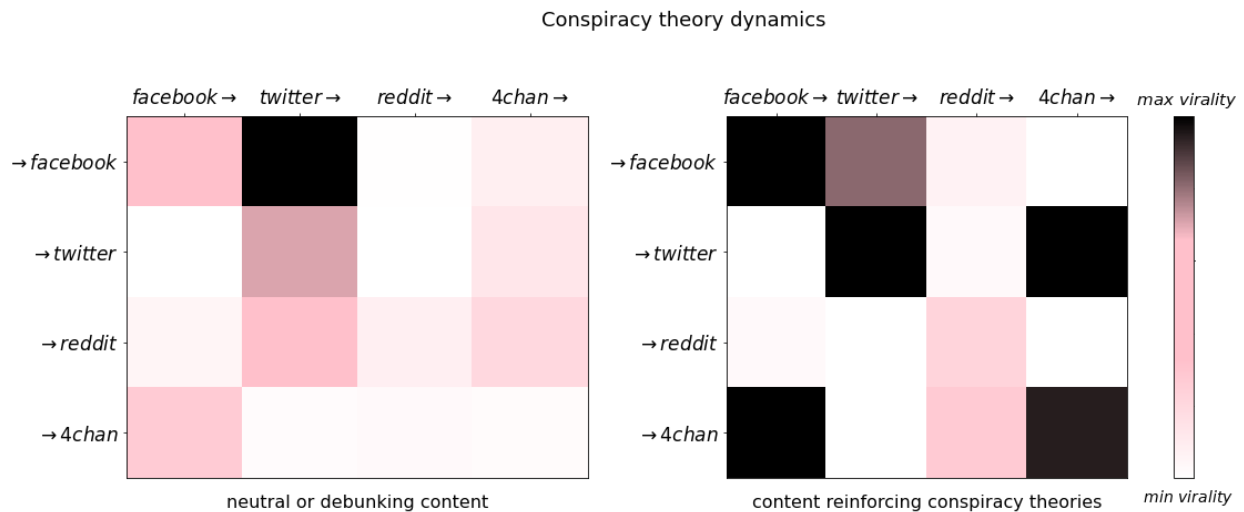 Conspiracy theory dynamics
facebook→ twitter→ reddit→ 4chan→
→facebook
→twitter
→reddit
→4chan
neutral or debunking content
facebook→ twitter→ reddit→ 4chan→
→facebook
→twitter
→reddit
→4chan
content reinforcing conspiracy theories
max virality
min virality